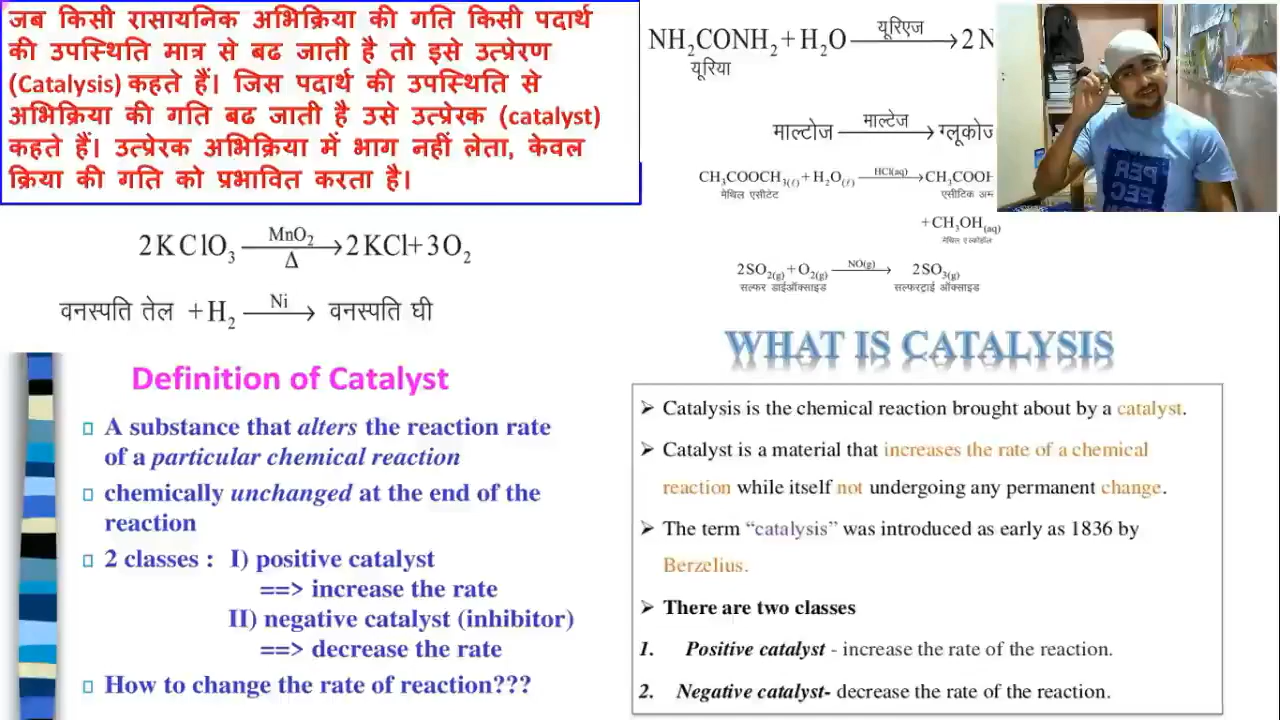 जब किसी रासायनिक अभिक्रिया की गति किसी पदार्थ
की उपस्थिति मात्र से बढ जाती है तो इसे उत्प्रेरण
(Catalysis) कहते हैं। जिस पदार्थ की उपस्थिति से
अभिक्रिया की गति बढ जाती है उसे उत्प्रेरक (catalyst)
कहते हैं। उत्प्रेरक अभिक्रिया में भाग नहीं लेता, केवल
क्रिया की गति को प्रभावित करता है।
MnO₂
2KClO₃ ⟶ 2KCl+3O₂
Δ
Ni
वनस्पति तेल +H₂ ⟶ वनस्पति घी
यूरिएज
NH₂CONH₂+H₂O ⟶ 2 N
यूरिया
माल्टेज
माल्टोज ⟶ ग्लूकोज
HCl(aq)
CH₃COOCH₃(ℓ)+H₂O(ℓ) ⟶ CH₃COOH
मेथिल एसीटेट एसीटिक अम
+CH₃OH(aq)
मेथिल एल्कोहॉल
NO(g)
2SO₂(g)+O₂(g) ⟶ 2SO₃(g)
सल्फर डाईऑक्साइड सल्फरट्राई ऑक्साइड
Definition of Catalyst
A substance that alters the reaction rate
of a particular chemical reaction
chemically unchanged at the end of the
reaction
2 classes : I) positive catalyst
==> increase the rate
II) negative catalyst (inhibitor)
==> decrease the rate
How to change the rate of reaction???
WHAT IS CATALYSIS
➢ Catalysis is the chemical reaction brought about by a catalyst.
➢ Catalyst is a material that increases the rate of a chemical
reaction while itself not undergoing any permanent change.
➢ The term “catalysis” was introduced as early as 1836 by
Berzelius.
➢ There are two classes
1. Positive catalyst - increase the rate of the reaction.
2. Negative catalyst- decrease the rate of the reaction.
PER
FEC